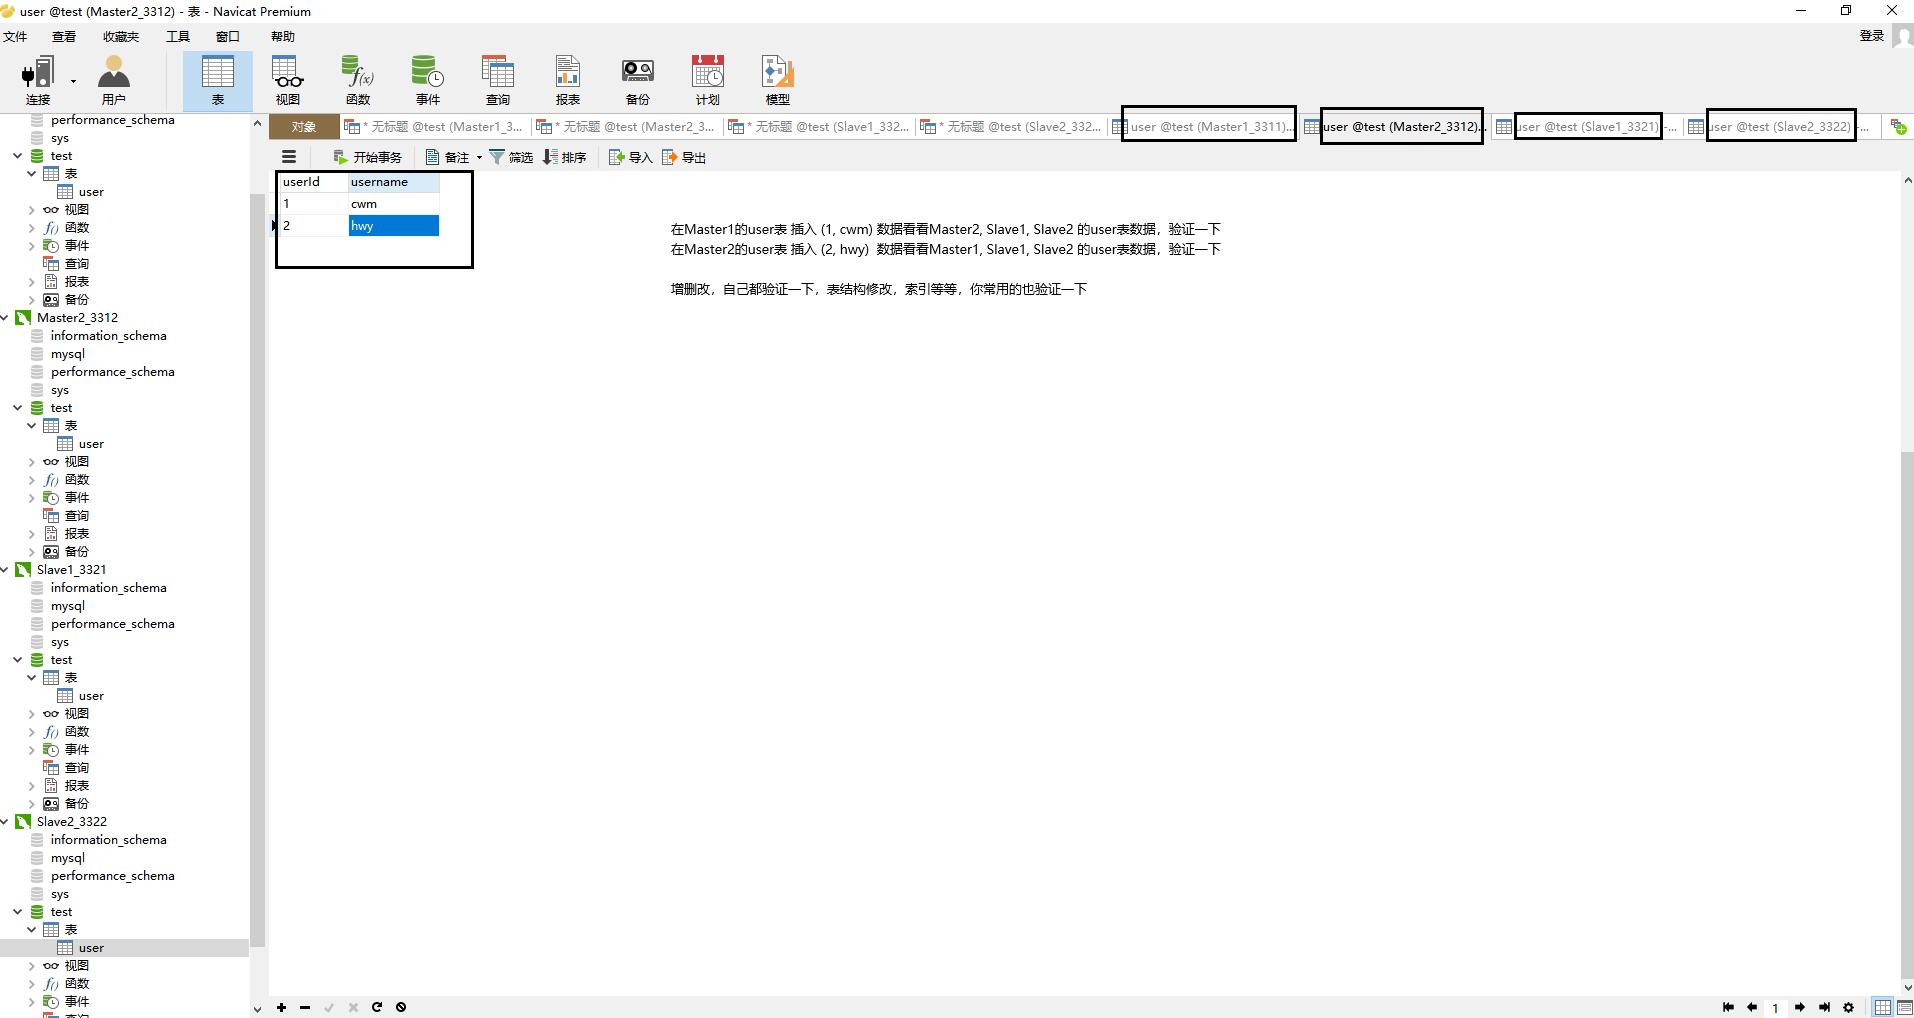 user @test (Master2_3312) - 表 - Navicat Premium
文件 查看 收藏夹 工具 窗口 帮助 登录
连接 用户 表 视图 函数 事件 查询 报表 备份 计划 模型
对象 * 无标题 @test (Master1_3... * 无标题 @test (Master2_3... * 无标题 @test (Slave1_332... * 无标题 @test (Slave2_332... user @test (Master1_3311)... user @test (Master2_3312)... user @test (Slave1_3321) -... user @test (Slave2_3322) -...
开始事务 备注 筛选 排序 导入 导出
userId username
1 cwm
2 hwy
在Master1的user表 插入 (1, cwm) 数据看看Master2, Slave1, Slave2 的user表数据，验证一下
在Master2的user表 插入 (2, hwy) 数据看看Master1, Slave1, Slave2 的user表数据，验证一下
增删改，自己都验证一下，表结构修改，索引等等，你常用的也验证一下
performance_schema
sys
test
表
user
视图
函数
事件
查询
报表
备份
Master2_3312
information_schema
mysql
performance_schema
sys
test
表
user
视图
函数
事件
查询
报表
备份
Slave1_3321
information_schema
mysql
performance_schema
sys
test
表
user
视图
函数
事件
查询
报表
备份
Slave2_3322
information_schema
mysql
performance_schema
sys
test
表
user
视图
函数
事件
1